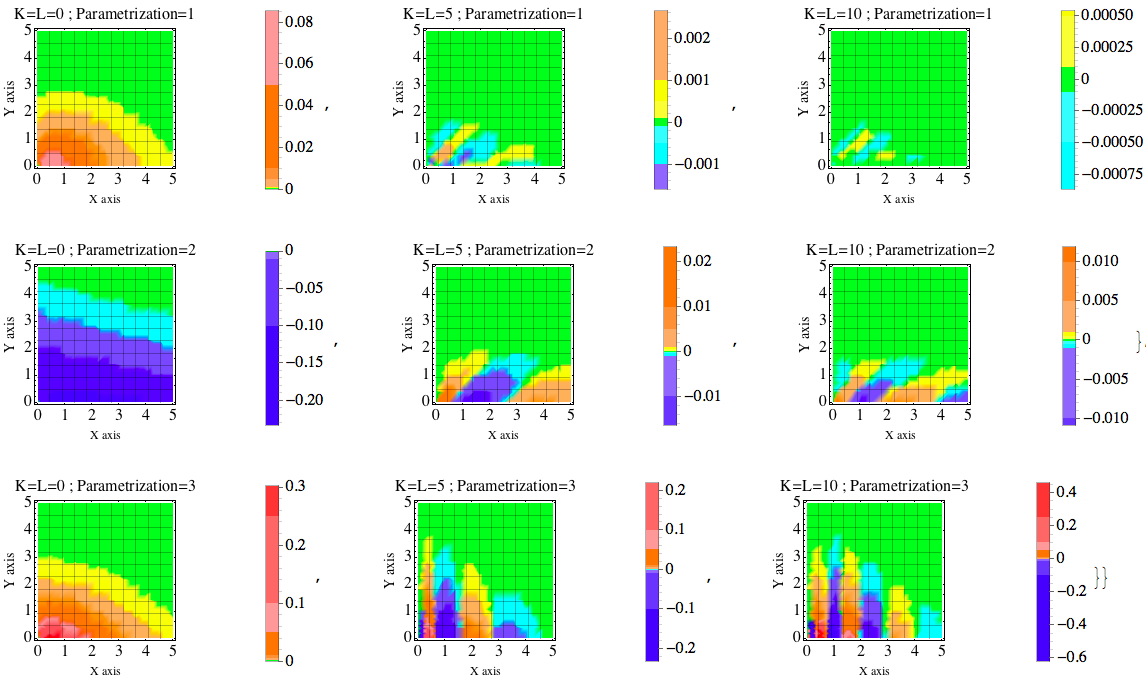 K=L=0 ; Parametrization=1
5
4
3
2
1
0
Y axis
0 1 2 3 4 5
X axis
0.08
0.06
0.04
0.02
0
,
K=L=5 ; Parametrization=1
5
4
3
2
1
0
Y axis
0 1 2 3 4 5
X axis
0.002
0.001
0
−0.001
,
K=L=10 ; Parametrization=1
5
4
3
2
1
0
Y axis
0 1 2 3 4 5
X axis
0.00050
0.00025
0
−0.00025
−0.00050
−0.00075
K=L=0 ; Parametrization=2
5
4
3
2
1
0
Y axis
0 1 2 3 4 5
X axis
0
−0.05
−0.10
−0.15
−0.20
,
K=L=5 ; Parametrization=2
5
4
3
2
1
0
Y axis
0 1 2 3 4 5
X axis
0.02
0.01
0
−0.01
,
K=L=10 ; Parametrization=2
5
4
3
2
1
0
Y axis
0 1 2 3 4 5
X axis
0.010
0.005
0
−0.005
−0.010
},
K=L=0 ; Parametrization=3
5
4
3
2
1
0
Y axis
0 1 2 3 4 5
X axis
0.3
0.2
0.1
0
,
K=L=5 ; Parametrization=3
5
4
3
2
1
0
Y axis
0 1 2 3 4 5
X axis
0.2
0.1
0
−0.1
−0.2
,
K=L=10 ; Parametrization=3
5
4
3
2
1
0
Y axis
0 1 2 3 4 5
X axis
0.4
0.2
0
−0.2
−0.4
−0.6
}}